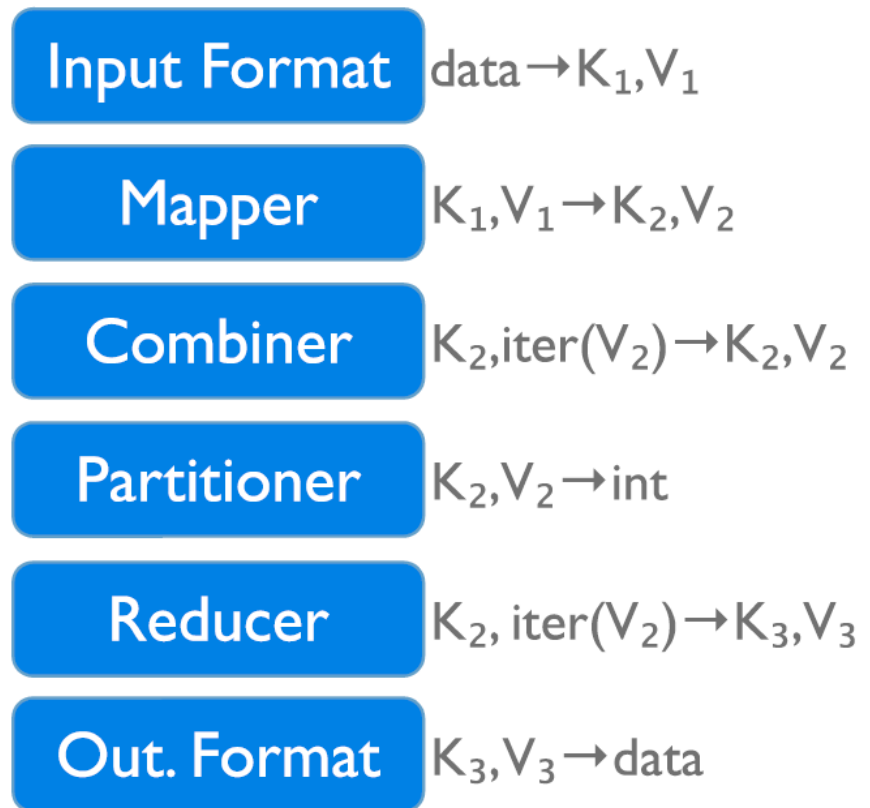 Input Format data→K₁,V₁
Mapper K₁,V₁→K₂,V₂
Combiner K₂,iter(V₂)→K₂,V₂
Partitioner K₂,V₂→int
Reducer K₂, iter(V₂)→K₃,V₃
Out. Format K₃,V₃→data